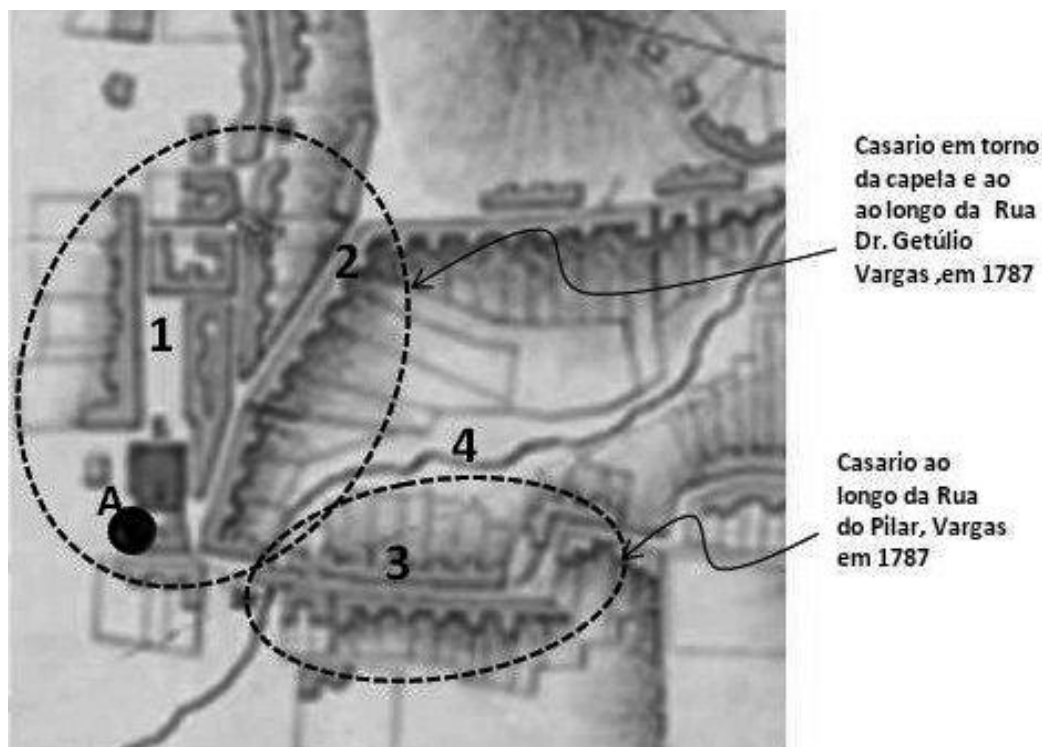 Casario em torno
da capela e ao
ao longo da Rua
Dr. Getúlio
Vargas ,em 1787
2
1
4
Casario ao
longo da Rua
do Pilar, Vargas
em 1787
A
3